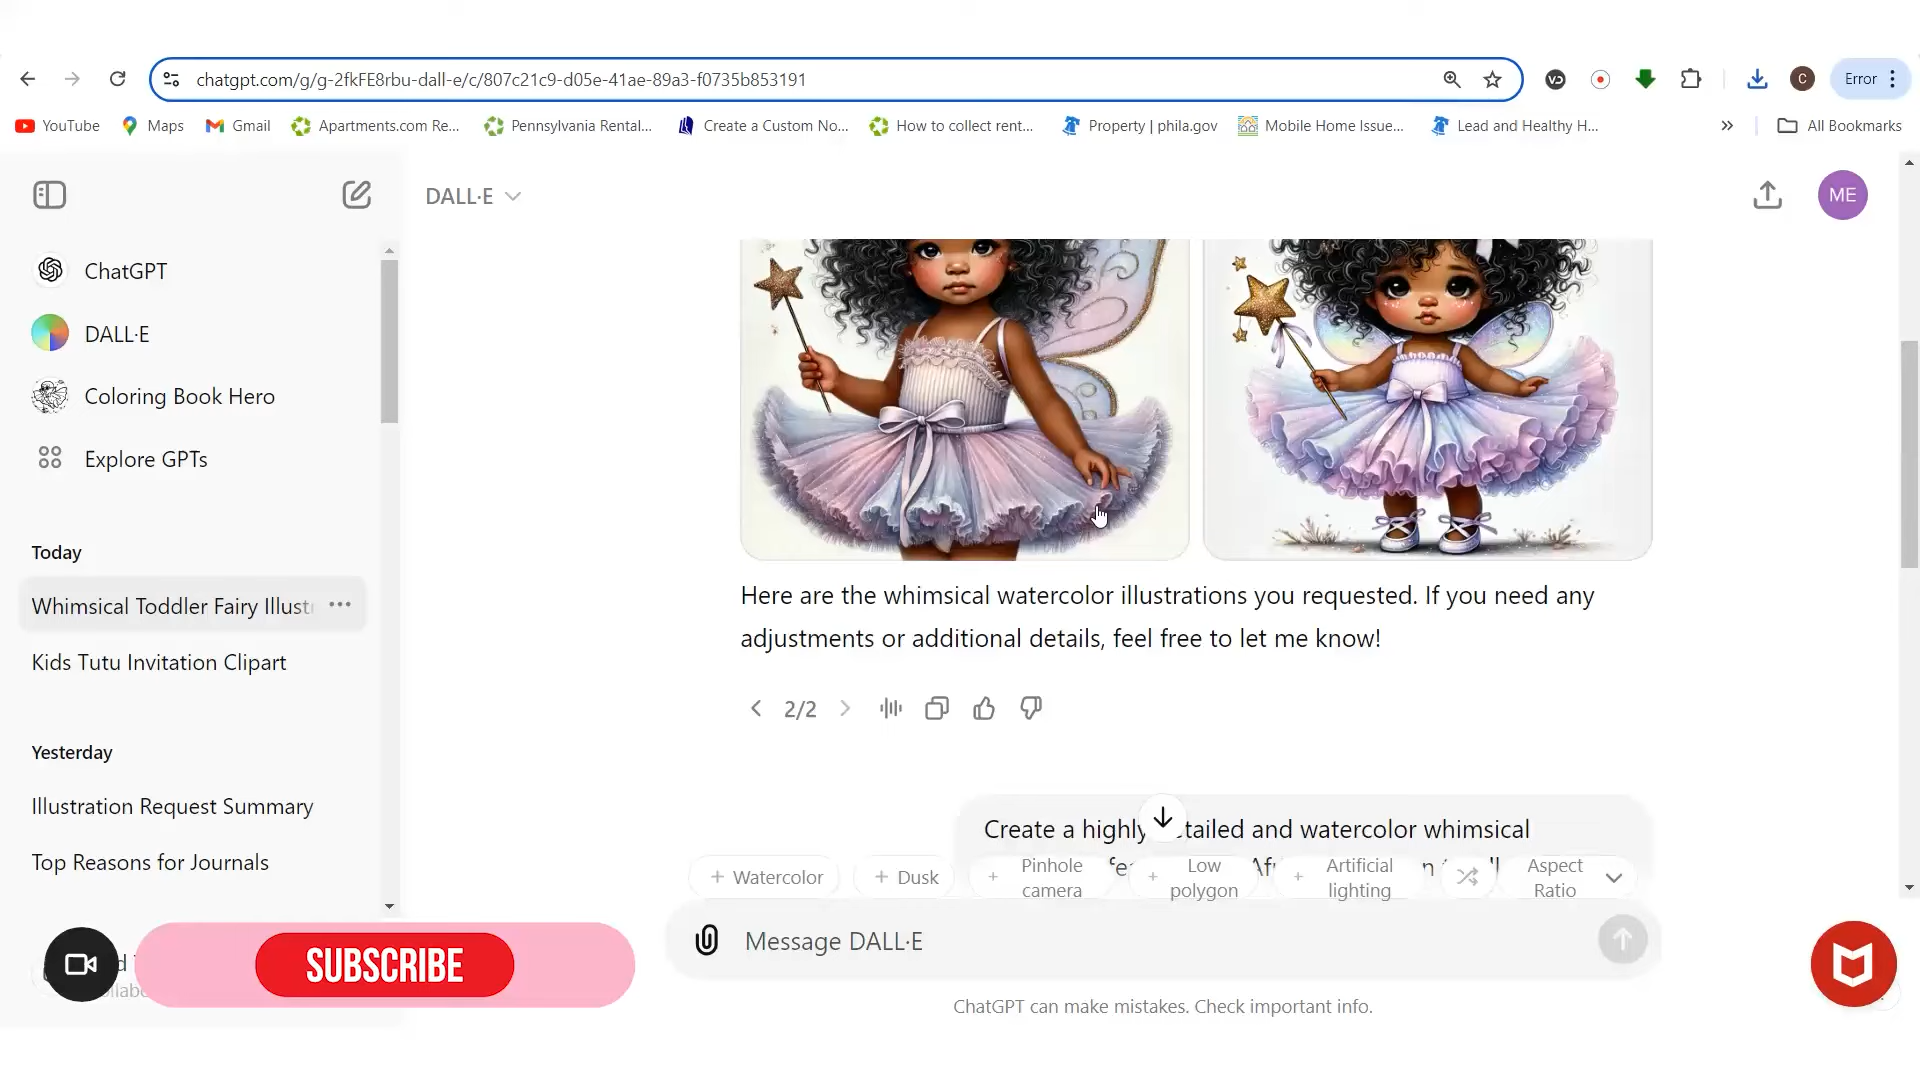 chatgpt.com/g/g-2fkFE8rbu-dall-e/c/807c21c9-d05e-41ae-89a3-f0735b853191
C
Error
YouTube
Maps
Gmail
Apartments.com Re...
Pennsylvania Rental...
Create a Custom No...
How to collect rent...
Property | phila.gov
Mobile Home Issue...
Lead and Healthy H...
All Bookmarks
DALL·E
ME
ChatGPT
DALL·E
Coloring Book Hero
Explore GPTs
Today
Whimsical Toddler Fairy Illust
Kids Tutu Invitation Clipart
Yesterday
Illustration Request Summary
Top Reasons for Journals
Here are the whimsical watercolor illustrations you requested. If you need any
adjustments or additional details, feel free to let me know!
2/2
Create a highly watercolor whimsical
+ Watercolor
+ Dusk
+ Pinhole camera
+ Low polygon
+ Artificial lighting
Aspect Ratio
Message DALL·E
SUBSCRIBE
ChatGPT can make mistakes. Check important info.